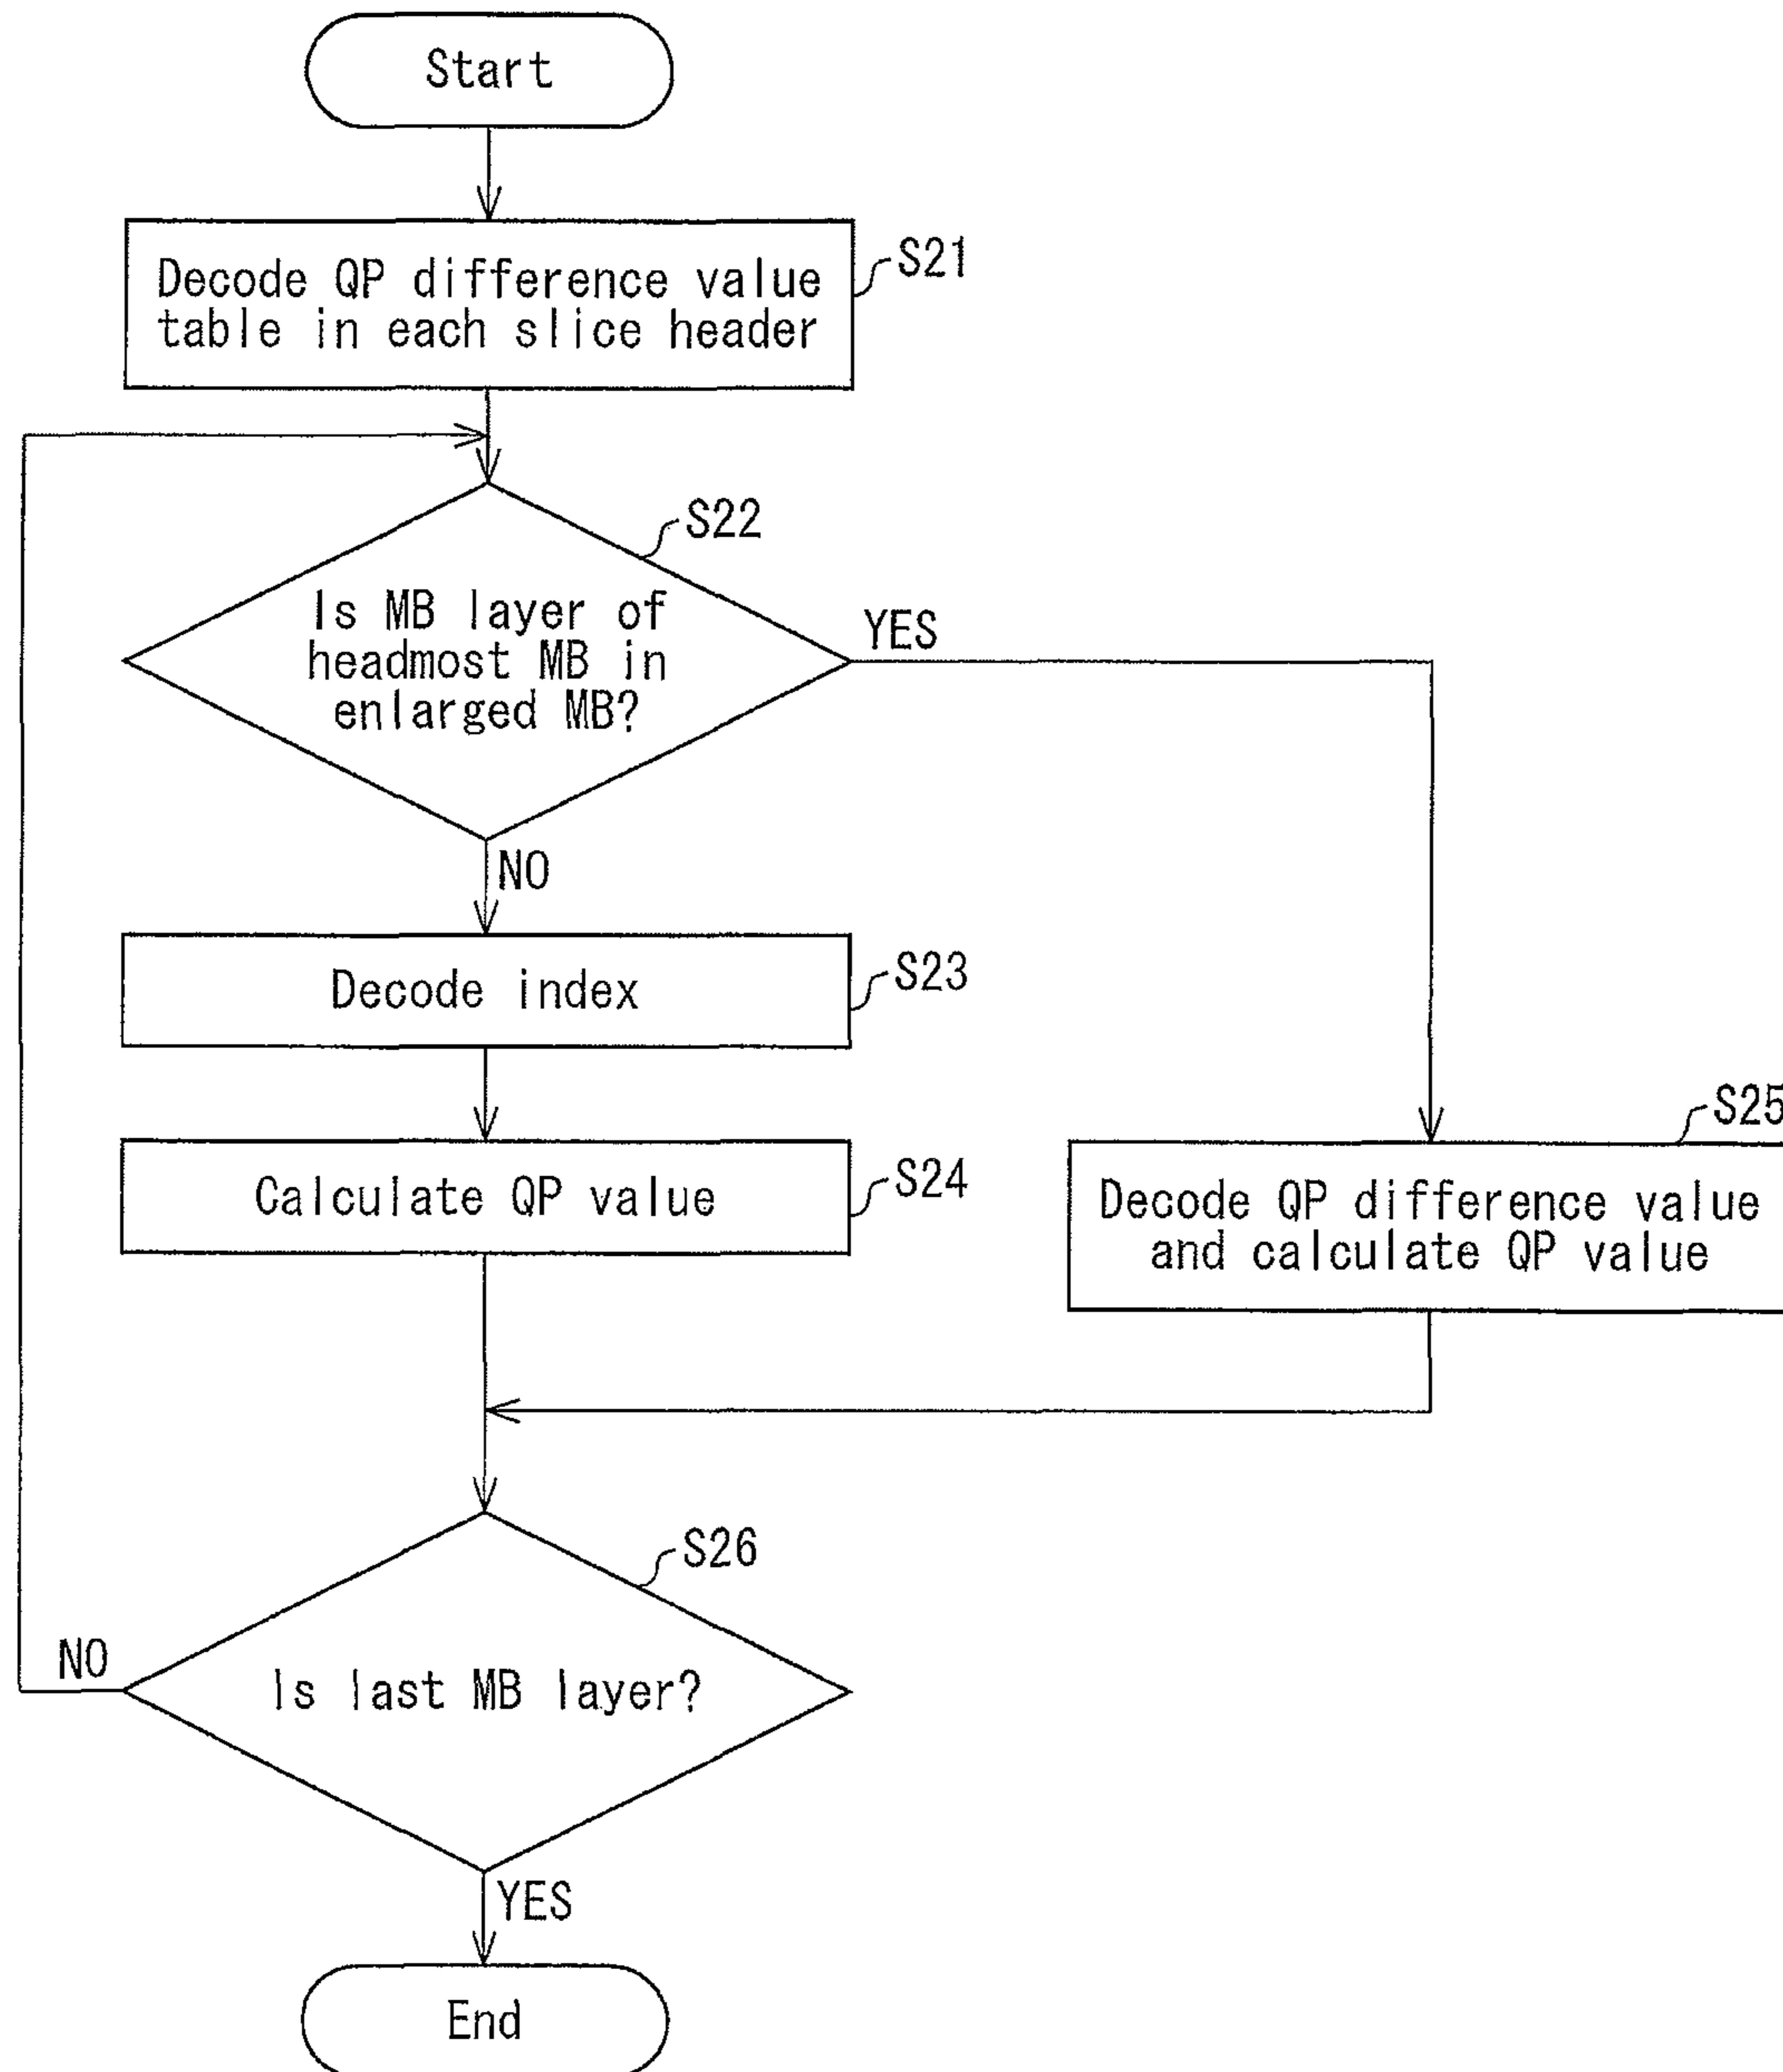 Start
Decode QP difference value
table in each slice header
S21
S22
Is MB layer of
headmost MB in
enlarged MB?
YES
NO
Decode index
S23
Calculate QP value
S24
S25
Decode QP difference value
and calculate QP value
S26
Is last MB layer?
NO
YES
End